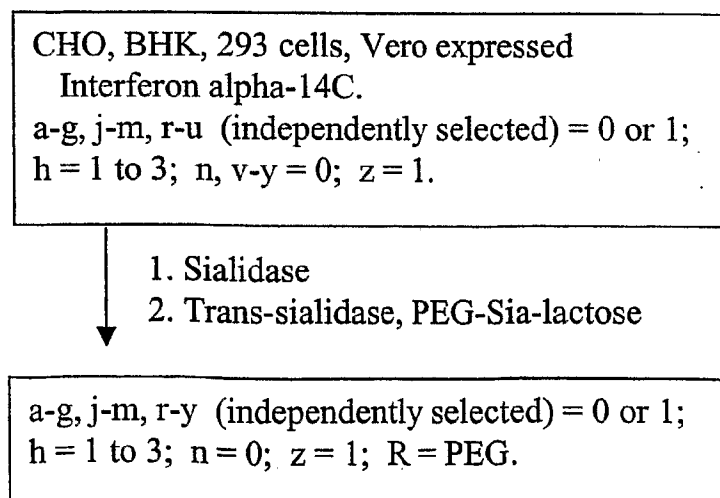 CHO, BHK, 293 cells, Vero expressed
Interferon alpha-14C.
a-g, j-m, r-u (independently selected) = 0 or 1;
h = 1 to 3; n, v-y = 0; z = 1.
1. Sialidase
2. Trans-sialidase, PEG-Sia-lactose
a-g, j-m, r-y (independently selected) = 0 or 1;
h = 1 to 3; n = 0; z = 1; R = PEG.